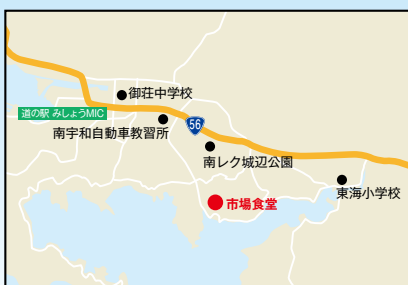 御荘中学校
道の駅 みしょうMIC
56
南宇和自動車教習所
南レク城辺公園
東海小学校
市場食堂